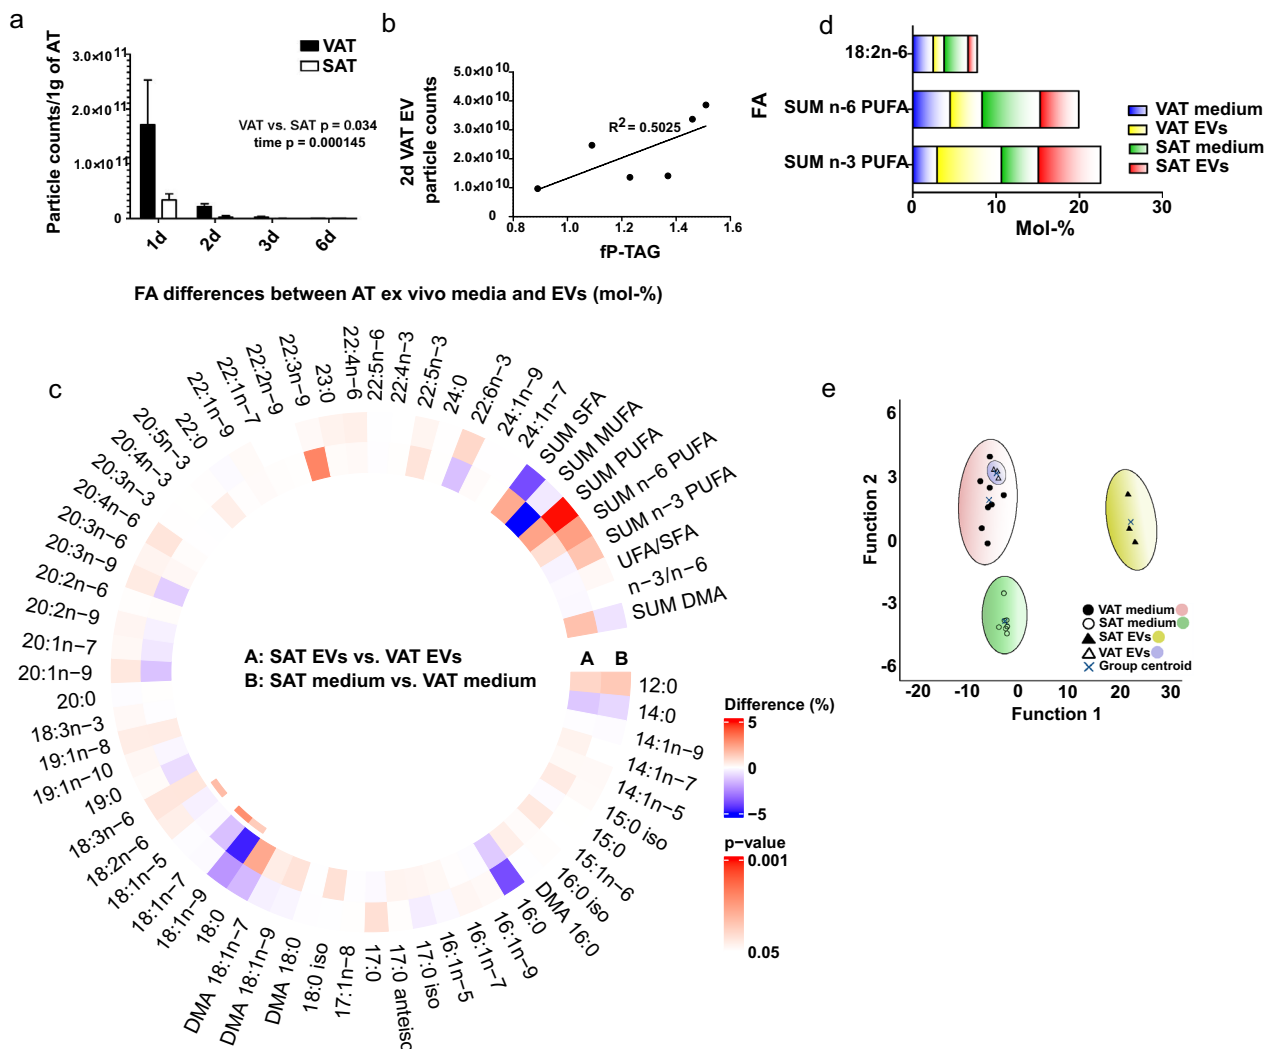 a
Particle counts/1g of AT
3.0×10 11
2.0×10 11
1.0×10 11
0
1d
2d
3d
6d
VAT
SAT
VAT vs. SAT p = 0.034
time p = 0.000145
b
2d VAT EV
particle counts
5.0×10 10
4.0×10 10
3.0×10 10
2.0×10 10
1.0×10 10
0
0.8
1.0
1.2
1.4
1.6
R2 = 0.5025
fP-TAG
d
FA
18:2n-6
SUM n-6 PUFA
SUM n-3 PUFA
0
10
20
30
Mol-%
VAT medium
VAT EVs
SAT medium
SAT EVs
FA differences between AT ex vivo media and EVs (mol-%)
c
12:0
14:0
14:1n−9
14:1n−7
14:1n−5
15:0 iso
15:0
15:1n−6
16:0 iso
DMA 16:0
16:0
16:1n−9
16:1n−7
16:1n−5
17:0 iso
17:0 anteiso
17:0
17:1n−8
18:0 iso
DMA 18:0
DMA 18:1n−9
DMA 18:1n−7
18:0
18:1n−9
18:1n−7
18:1n−5
18:2n−6
18:3n−6
19:0
19:1n−10
19:1n−8
18:3n−3
20:0
20:1n−9
20:1n−7
20:2n−9
20:2n−6
20:3n−9
20:3n−6
20:4n−6
20:3n−3
20:4n−3
20:5n−3
22:0
22:1n−9
22:1n−7
22:2n−9
22:3n−9
23:0
22:4n−6
22:5n−6
22:4n−3
22:5n−3
24:0
22:6n−3
24:1n−9
24:1n−7
SUM SFA
SUM MUFA
SUM PUFA
SUM n−6 PUFA
SUM n−3 PUFA
UFA/SFA
n−3/n−6
SUM DMA
A B
A: SAT EVs vs. VAT EVs
B: SAT medium vs. VAT medium
Difference (%)
5
0
−5
p−value
0.001
0.05
e
Function 2
6
3
0
-3
-6
-20
-10
0
10
20
30
Function 1
VAT medium
SAT medium
SAT EVs
VAT EVs
Group centroid